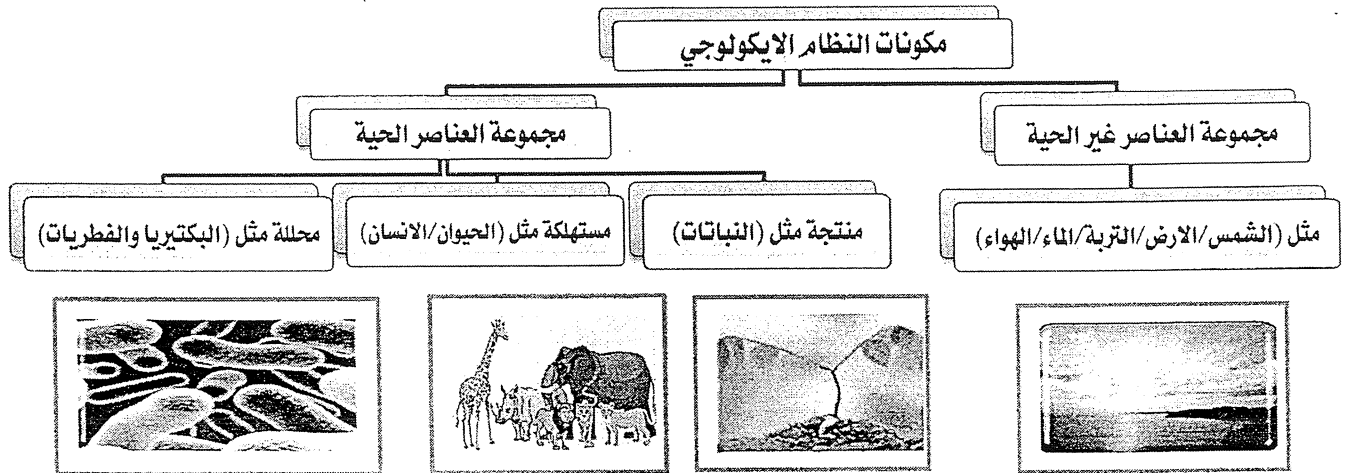 مكونات النظام الايكولوجي
مجموعة العناصر غير الحية
مجموعة العناصر الحية
مثل (الشمس/الارض/التربة/الماء/الهواء)
منتجة مثل (النباتات)
مستهلكة مثل (الحيوان/الانسان)
محللة مثل (البكتيريا والفطريات)